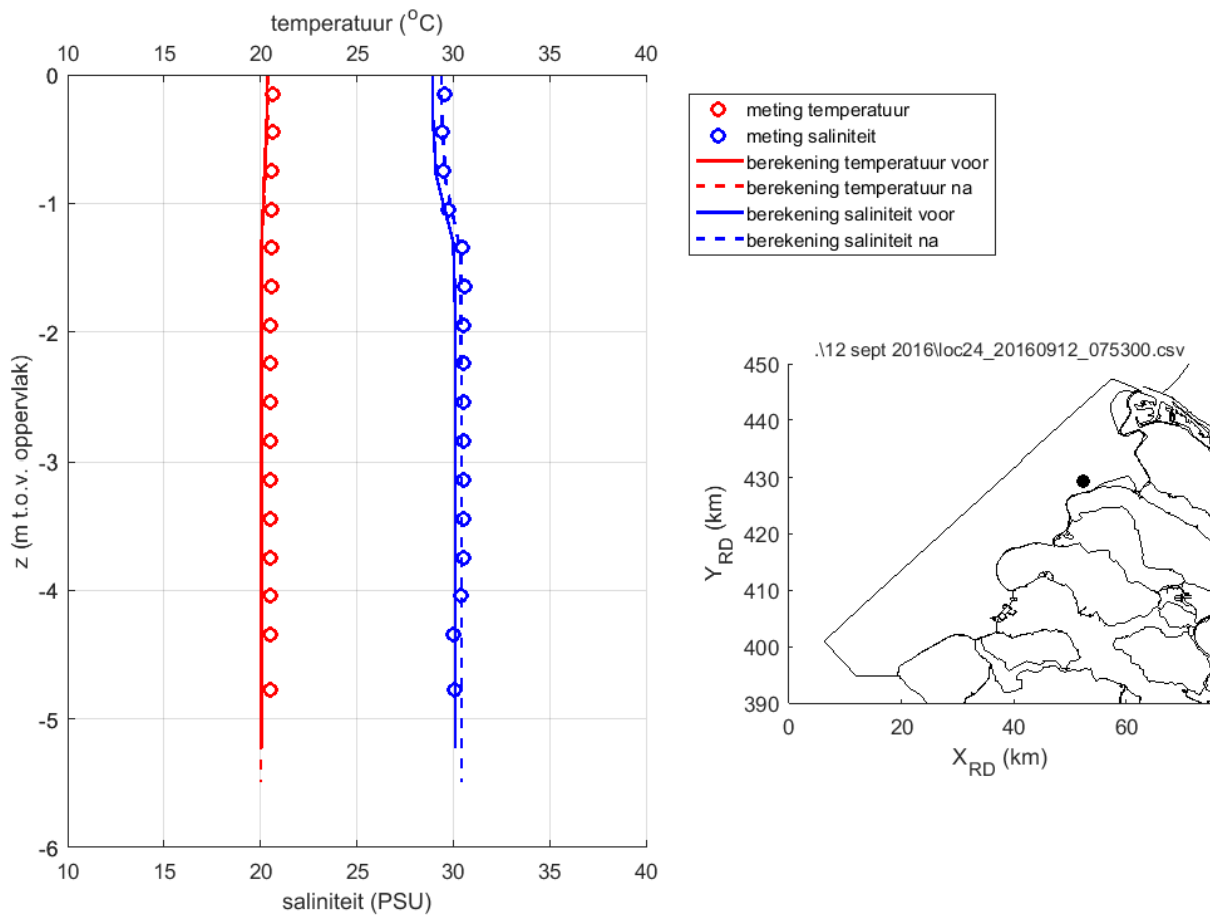 temperatuur (°C)
10 15 20 25 30 35 40
0
-1
-2
-3
-4
-5
-6
z (m t.o.v. oppervlak)
10 15 20 25 30 35 40
saliniteit (PSU)
meting temperatuur
meting saliniteit
berekening temperatuur voor
berekening temperatuur na
berekening saliniteit voor
berekening saliniteit na
.\12 sept 2016\loc24_20160912_075300.csv
450
440
430
420
410
400
390
Y_RD (km)
0 20 40 60
X_RD (km)